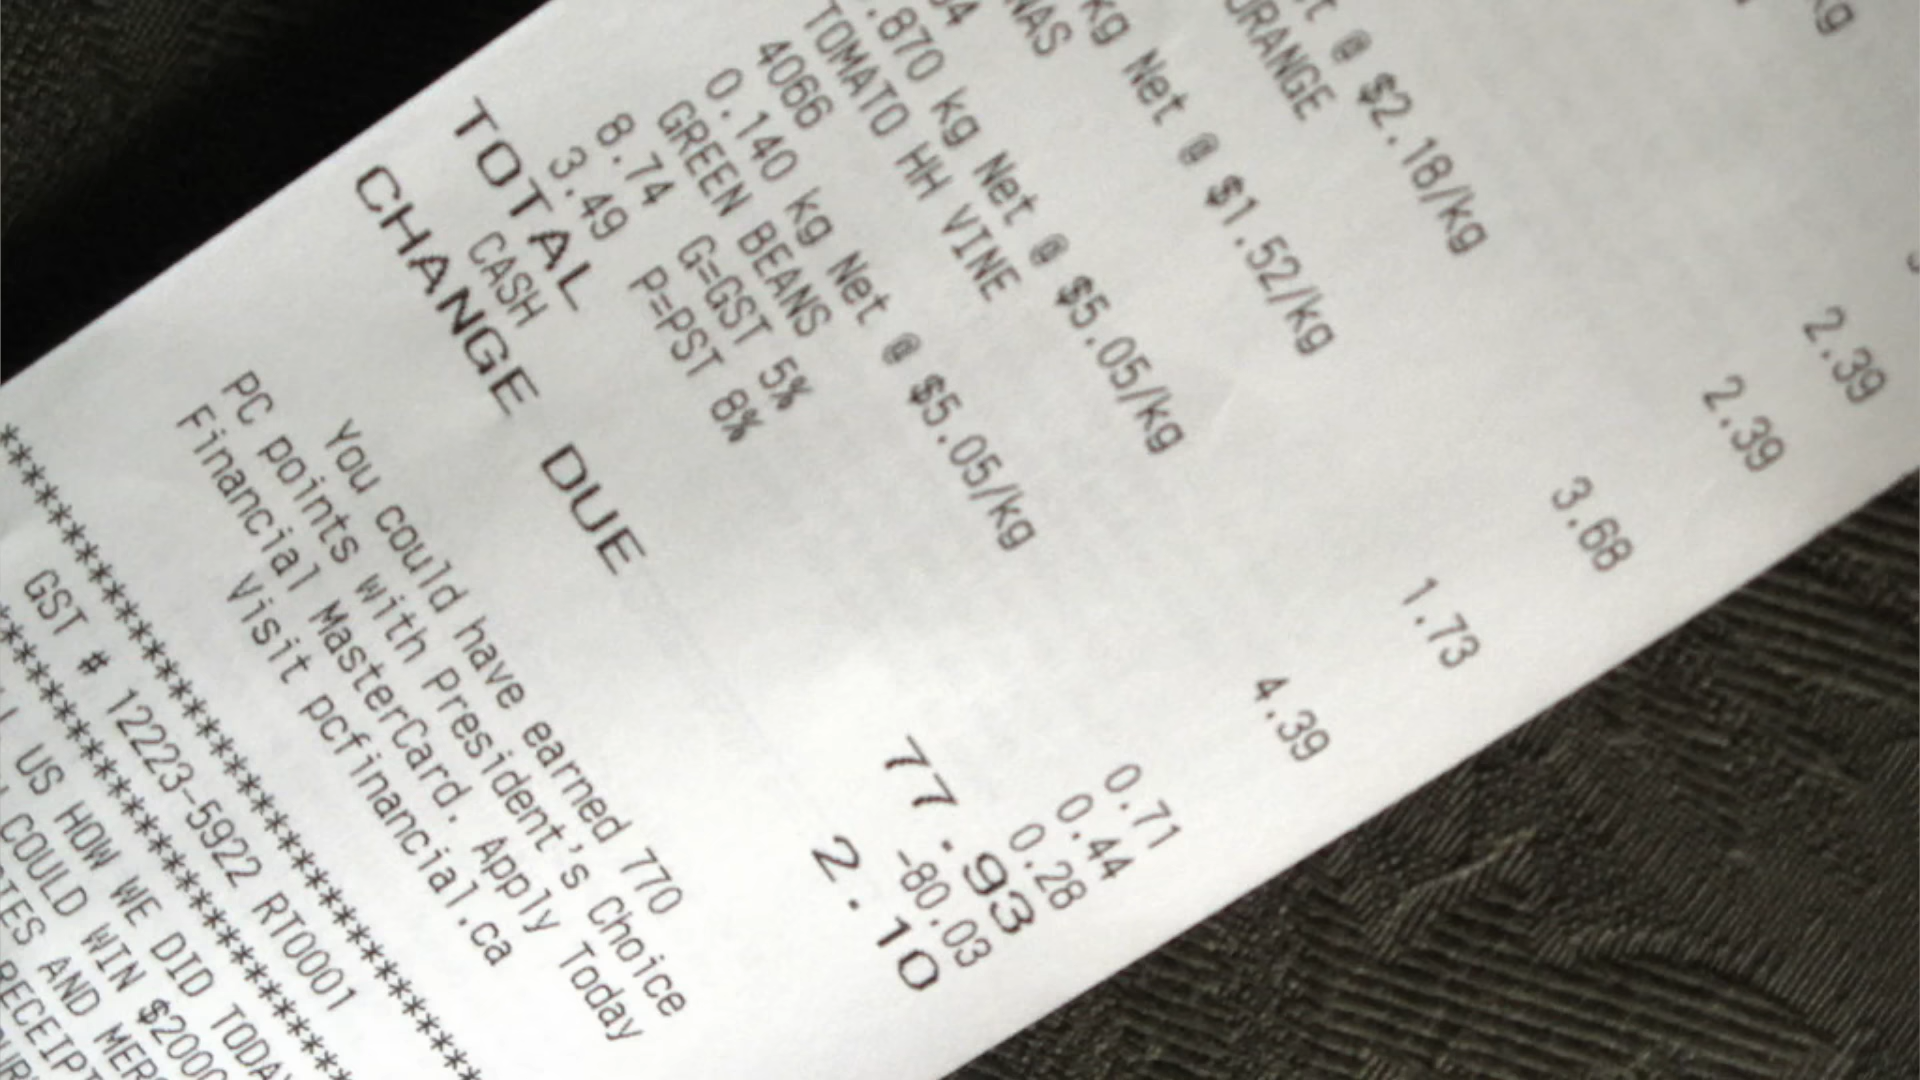 kg
2.39
2.39
@ $2.18/kg
ORANGE 3.68
kg Net @ $1.52/kg
1.73
.870 kg Net @ $5.05/kg
TOMATO HH VINE 4.39
4066
0.140 kg Net @ $5.05/kg
GREEN BEANS 0.71
8.74 G=GST 5% 0.44
3.49 P=PST 8% 0.28
TOTAL 77.93
CASH -80.03
CHANGE DUE 2.10
You could have earned 770
PC points with President's Choice
Financial MasterCard. Apply Today
Visit pcfinancial.ca
****************************************
GST # 12223-5922 RT0001
****************************************
US HOW WE DID TODAY
COULD WIN $2000
AND
RECEIPT